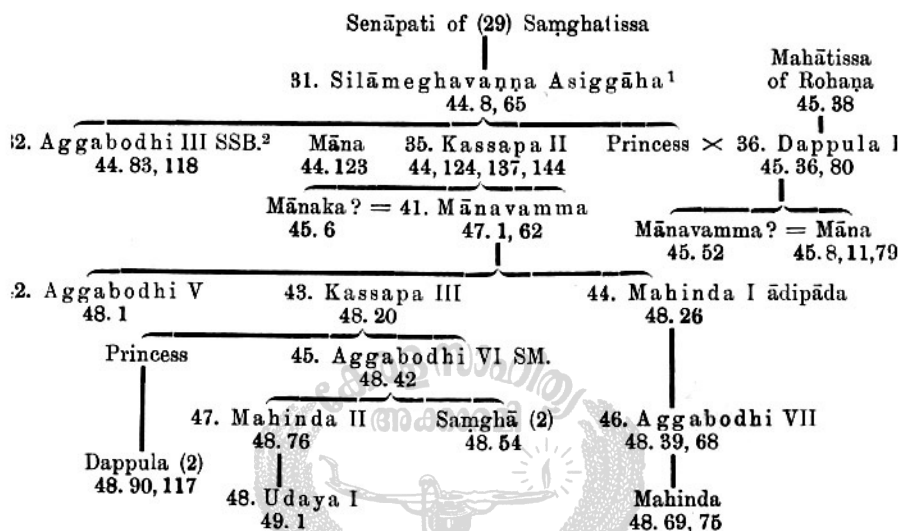 Senāpati of (29) Saṃghatissa
Mahātissa
of Rohaṇa
45. 38
31. Silāmeghavaṇṇa Asiggāha¹
44. 8, 65
2. Aggabodhi III SSB.² Māna 35. Kassapa II Princess × 36. Dappula I
44. 83, 118 44. 123 44, 124, 137, 144 45. 36, 80
Mānaka? = 41. Mānavamma Mānavamma? = Māna
45. 6 47. 1, 62 45. 52 45. 8, 11, 79
2. Aggabodhi V 43. Kassapa III 44. Mahinda I ādipāda
48. 1 48. 20 48. 26
Princess 45. Aggabodhi VI SM.
48. 42
47. Mahinda II Saṃghā (2) 46. Aggabodhi VII
48. 76 48. 54 48. 39, 68
Dappula (2)
48. 90, 117
48. Udaya I Mahinda
49. 1 48. 69, 75
കേരള സാഹിത്യ
അക്കാദമി